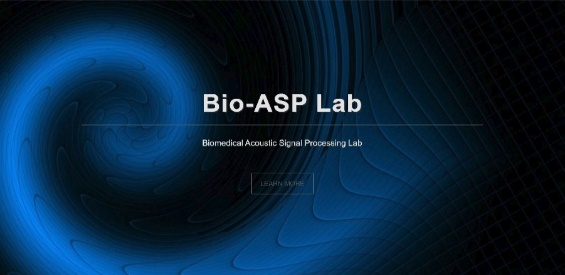 Bio-ASP Lab
Biomedical Acoustic Signal Processing Lab
LEARN MORE